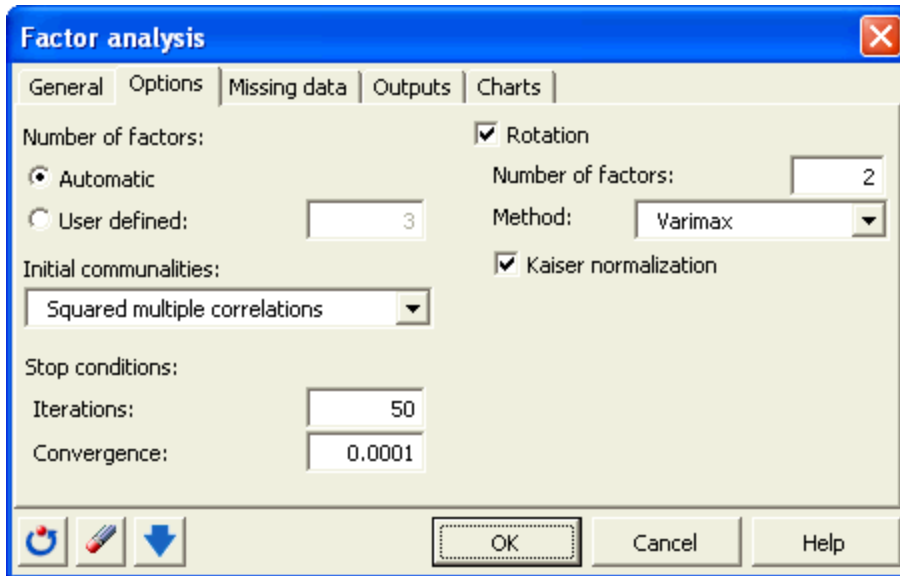 Factor analysis
General Options Missing data Outputs Charts
Number of factors:
Automatic
User defined: 3
Initial communalities:
Squared multiple correlations
Stop conditions:
Iterations: 50
Convergence: 0.0001
Rotation
Number of factors: 2
Method: Varimax
Kaiser normalization
OK Cancel Help